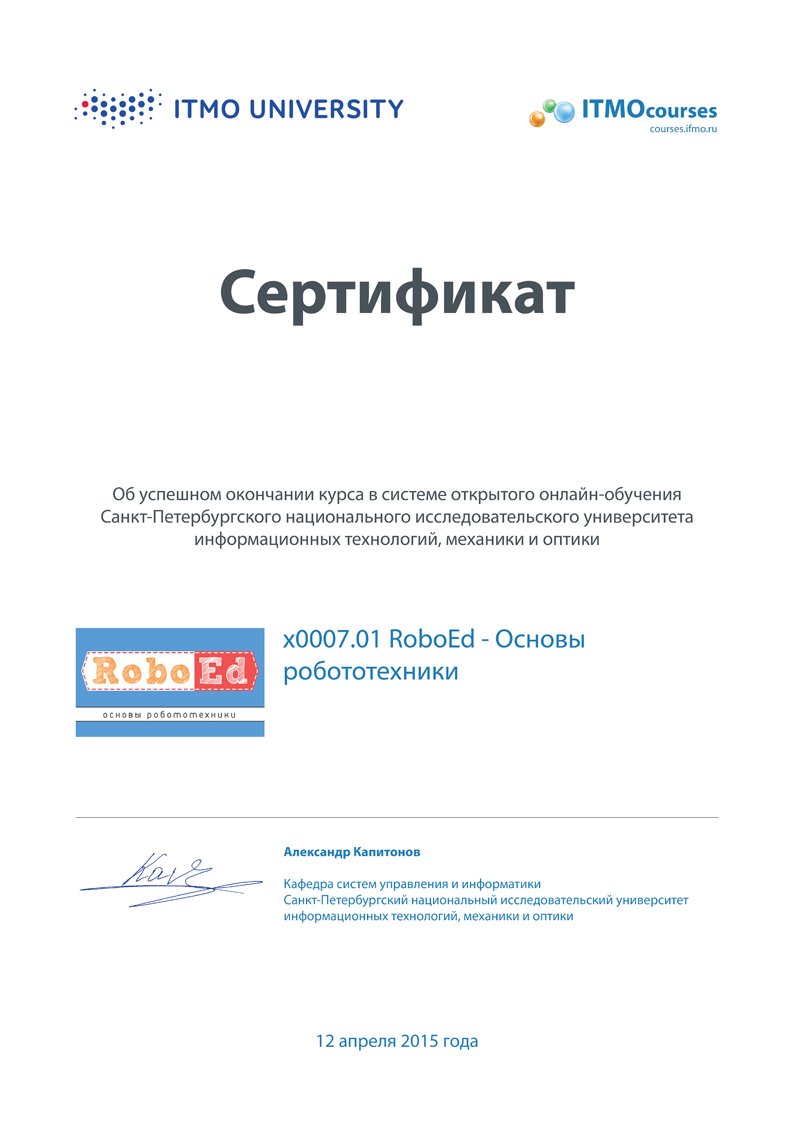 ITMO UNIVERSITY
ITMOcourses
courses.ifmo.ru
Сертификат
Об успешном окончании курса в системе открытого онлайн-обучения
Санкт-Петербургского национального исследовательского университета
информационных технологий, механики и оптики
RoboEd
основы робототехники
x0007.01 RoboEd - Основы
робототехники
Александр Капитонов
Кафедра систем управления и информатики
Санкт-Петербургский национальный исследовательский университет
информационных технологий, механики и оптики
12 апреля 2015 года